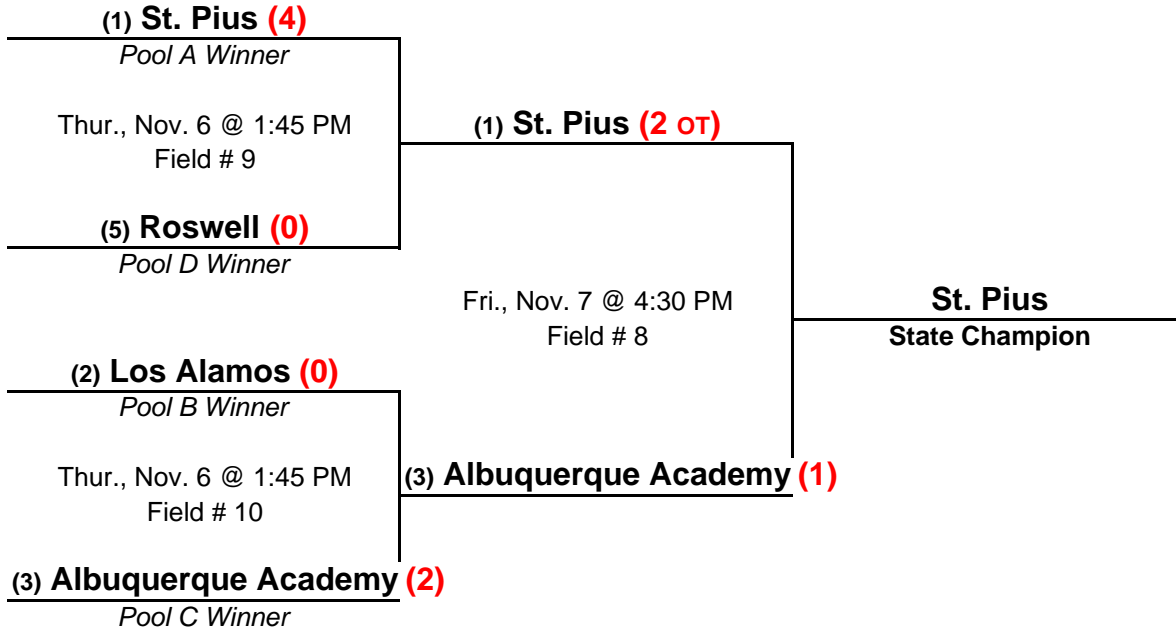 (1) St. Pius (4)
Pool A Winner
Thur., Nov. 6 @ 1:45 PM
Field # 9
(5) Roswell (0)
Pool D Winner
(2) Los Alamos (0)
Pool B Winner
Thur., Nov. 6 @ 1:45 PM
Field # 10
(3) Albuquerque Academy (2)
Pool C Winner
(1) St. Pius (2 OT)
Fri., Nov. 7 @ 4:30 PM
Field # 8
(3) Albuquerque Academy (1)
St. Pius
State Champion